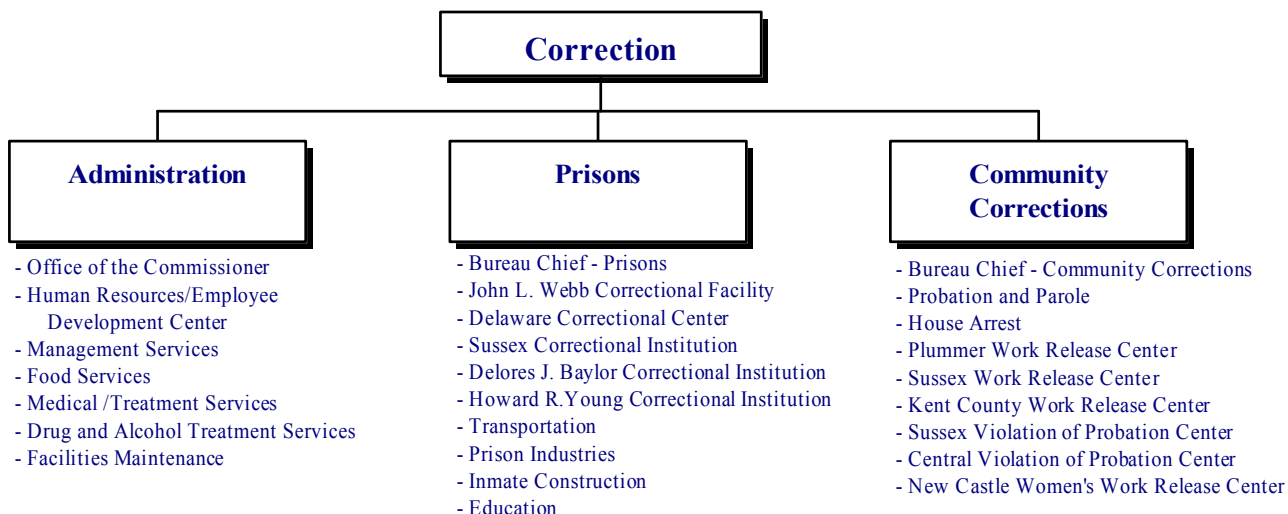 Correction
Administration
- Office of the Commissioner
- Human Resources/Employee
Development Center
- Management Services
- Food Services
- Medical /Treatment Services
- Drug and Alcohol Treatment Services
- Facilities Maintenance
Prisons
- Bureau Chief - Prisons
- John L. Webb Correctional Facility
- Delaware Correctional Center
- Sussex Correctional Institution
- Delores J. Baylor Correctional Institution
- Howard R.Young Correctional Institution
- Transportation
- Prison Industries
- Inmate Construction
- Education
Community
Corrections
- Bureau Chief - Community Corrections
- Probation and Parole
- House Arrest
- Plummer Work Release Center
- Sussex Work Release Center
- Kent County Work Release Center
- Sussex Violation of Probation Center
- Central Violation of Probation Center
- New Castle Women's Work Release Center